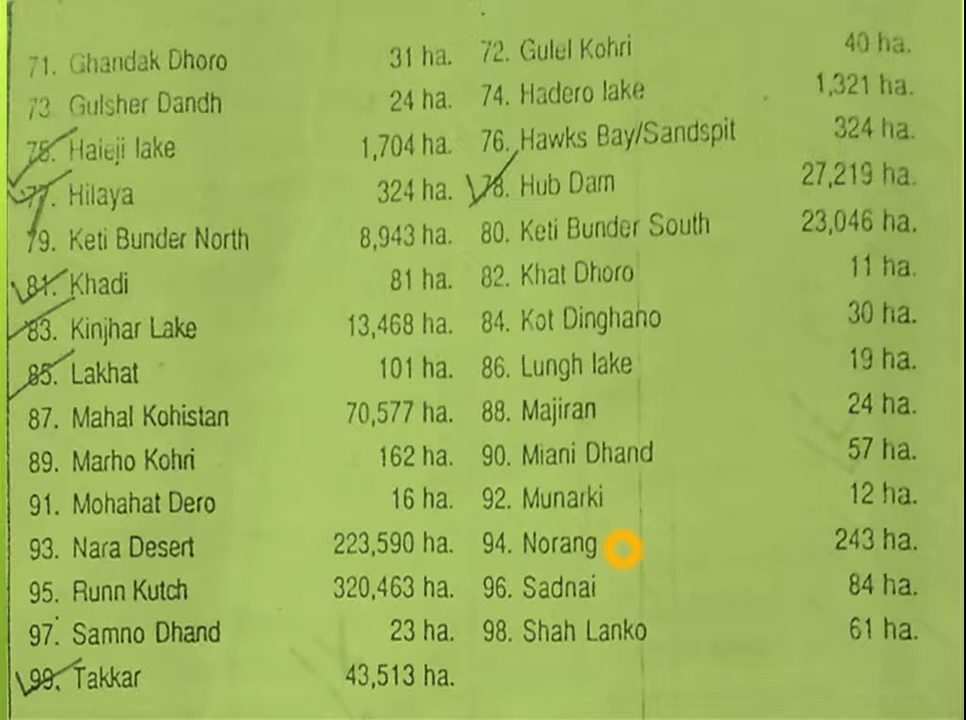 71. Ghandak Dhoro 31 ha. 72. Gulel Kohri 40 ha.
73. Gulsher Dandh 24 ha. 74. Hadero lake 1,321 ha.
75. Haieji lake 1,704 ha. 76. Hawks Bay/Sandspit 324 ha.
77. Hilaya 324 ha. 78. Hub Dam 27,219 ha.
79. Keti Bunder North 8,943 ha. 80. Keti Bunder South 23,046 ha.
81. Khadi 81 ha. 82. Khat Dhoro 11 ha.
83. Kinjhar Lake 13,468 ha. 84. Kot Dinghano 30 ha.
85. Lakhat 101 ha. 86. Lungh lake 19 ha.
87. Mahal Kohistan 70,577 ha. 88. Majiran 24 ha.
89. Marho Kohri 162 ha. 90. Miani Dhand 57 ha.
91. Mohahat Dero 16 ha. 92. Munarki 12 ha.
93. Nara Desert 223,590 ha. 94. Norang 243 ha.
95. Runn Kutch 320,463 ha. 96. Sadnai 84 ha.
97. Samno Dhand 23 ha. 98. Shah Lanko 61 ha.
99. Takkar 43,513 ha.